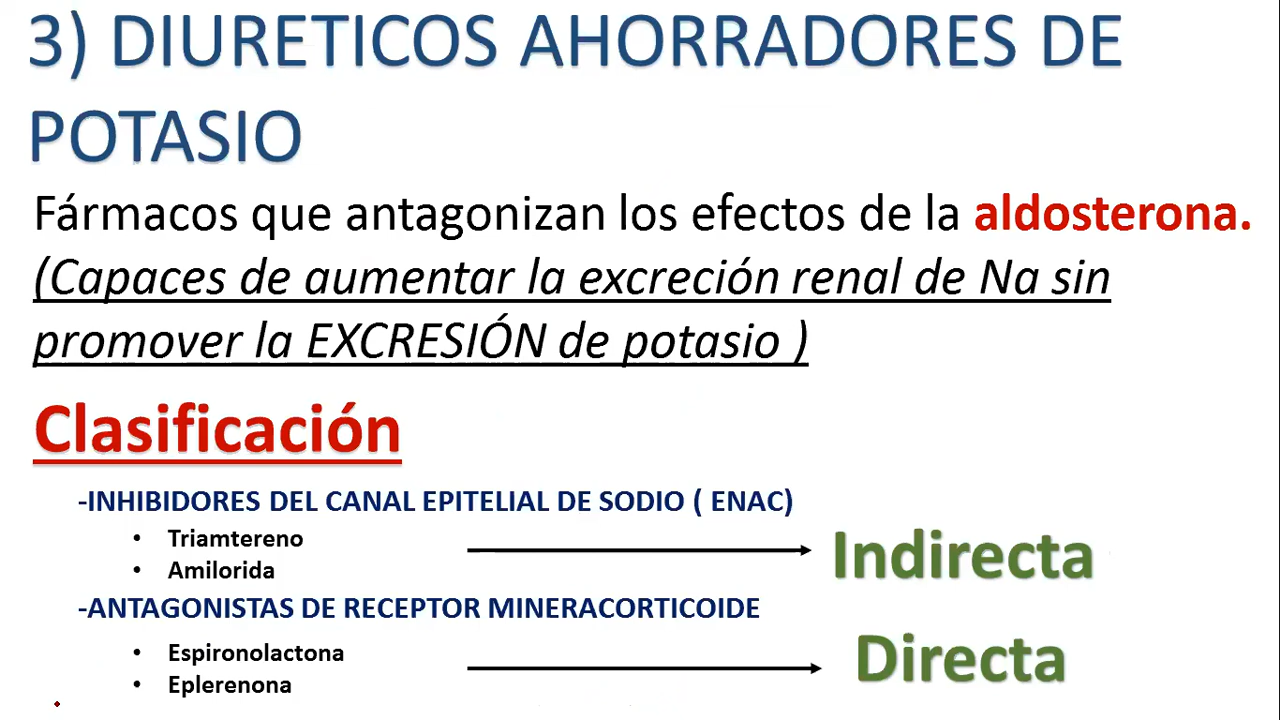 3) DIURETICOS AHORRADORES DE
POTASIO
Fármacos que antagonizan los efectos de la aldosterona.
(Capaces de aumentar la excreción renal de Na sin
promover la EXCRESIÓN de potasio )
Clasificación
-INHIBIDORES DEL CANAL EPITELIAL DE SODIO ( ENAC)
• Triamtereno
• Amilorida
Indirecta
-ANTAGONISTAS DE RECEPTOR MINERACORTICOIDE
• Espironolactona
• Eplerenona
Directa